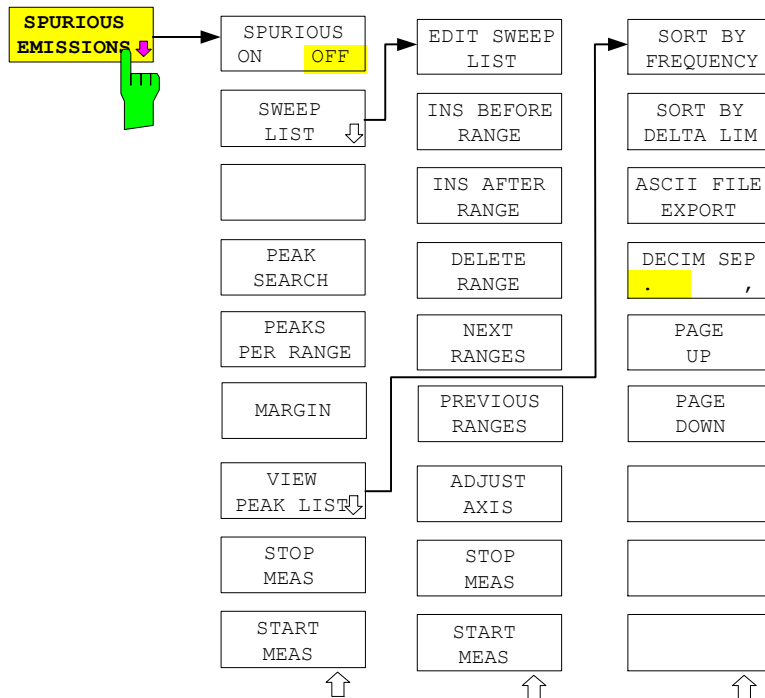 SPURIOUS
EMISSIONS
SPURIOUS
ON OFF
SWEEP
LIST
PEAK
SEARCH
PEAKS
PER RANGE
MARGIN
VIEW
PEAK LIST
STOP
MEAS
START
MEAS
EDIT SWEEP
LIST
INS BEFORE
RANGE
INS AFTER
RANGE
DELETE
RANGE
NEXT
RANGES
PREVIOUS
RANGES
ADJUST
AXIS
STOP
MEAS
START
MEAS
SORT BY
FREQUENCY
SORT BY
DELTA LIM
ASCII FILE
EXPORT
DECIM SEP
. ,
PAGE
UP
PAGE
DOWN